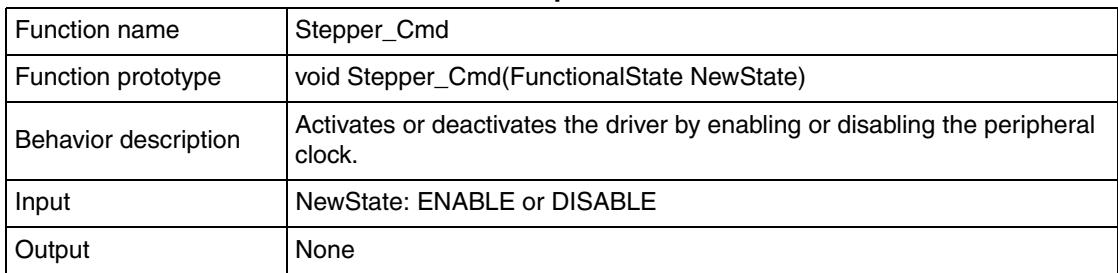 Function name Stepper_Cmd
Function prototype void Stepper_Cmd(FunctionalState NewState)
Behavior description Activates or deactivates the driver by enabling or disabling the peripheral
clock.
Input NewState: ENABLE or DISABLE
Output None